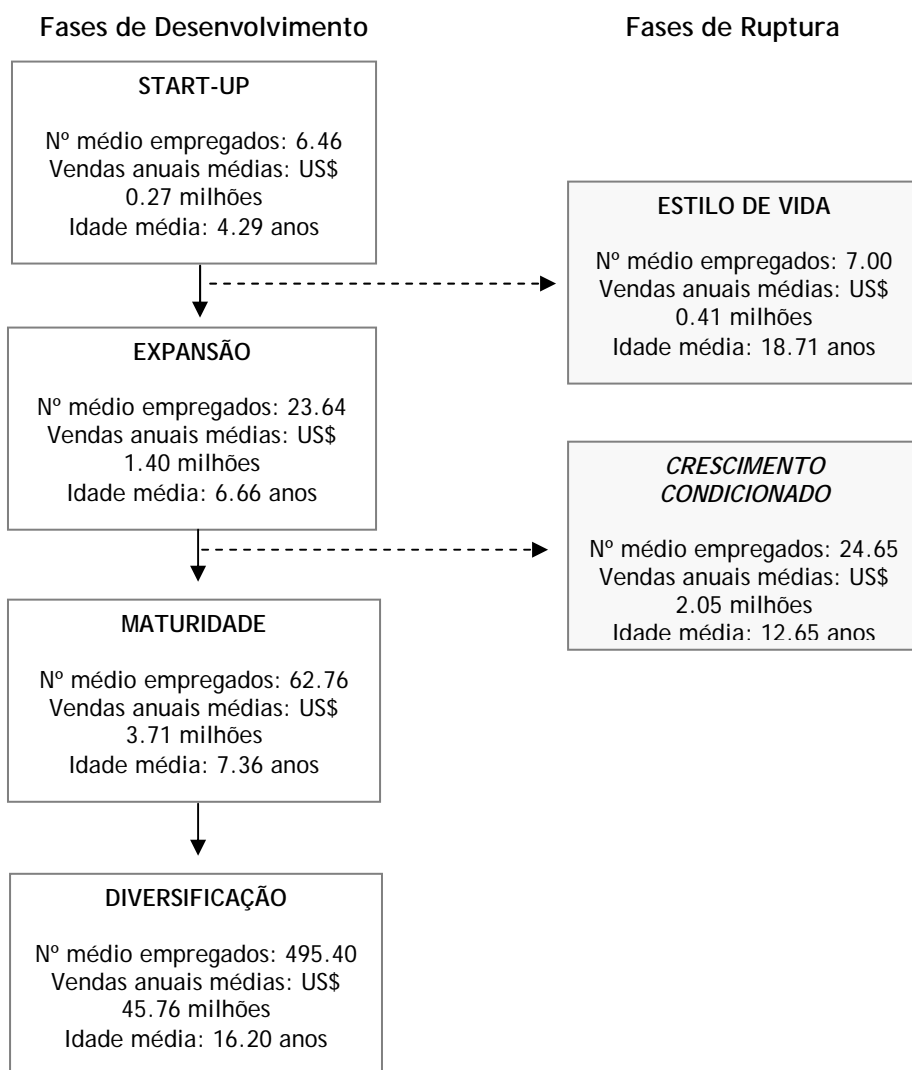 Fases de Desenvolvimento
Fases de Ruptura
START-UP
Nº médio empregados: 6.46
Vendas anuais médias: US$
0.27 milhões
Idade média: 4.29 anos
ESTILO DE VIDA
Nº médio empregados: 7.00
Vendas anuais médias: US$
0.41 milhões
Idade média: 18.71 anos
EXPANSÃO
Nº médio empregados: 23.64
Vendas anuais médias: US$
1.40 milhões
Idade média: 6.66 anos
CRESCIMENTO
CONDICIONADO
Nº médio empregados: 24.65
Vendas anuais médias: US$
2.05 milhões
Idade média: 12.65 anos
MATURIDADE
Nº médio empregados: 62.76
Vendas anuais médias: US$
3.71 milhões
Idade média: 7.36 anos
DIVERSIFICAÇÃO
Nº médio empregados: 495.40
Vendas anuais médias: US$
45.76 milhões
Idade média: 16.20 anos